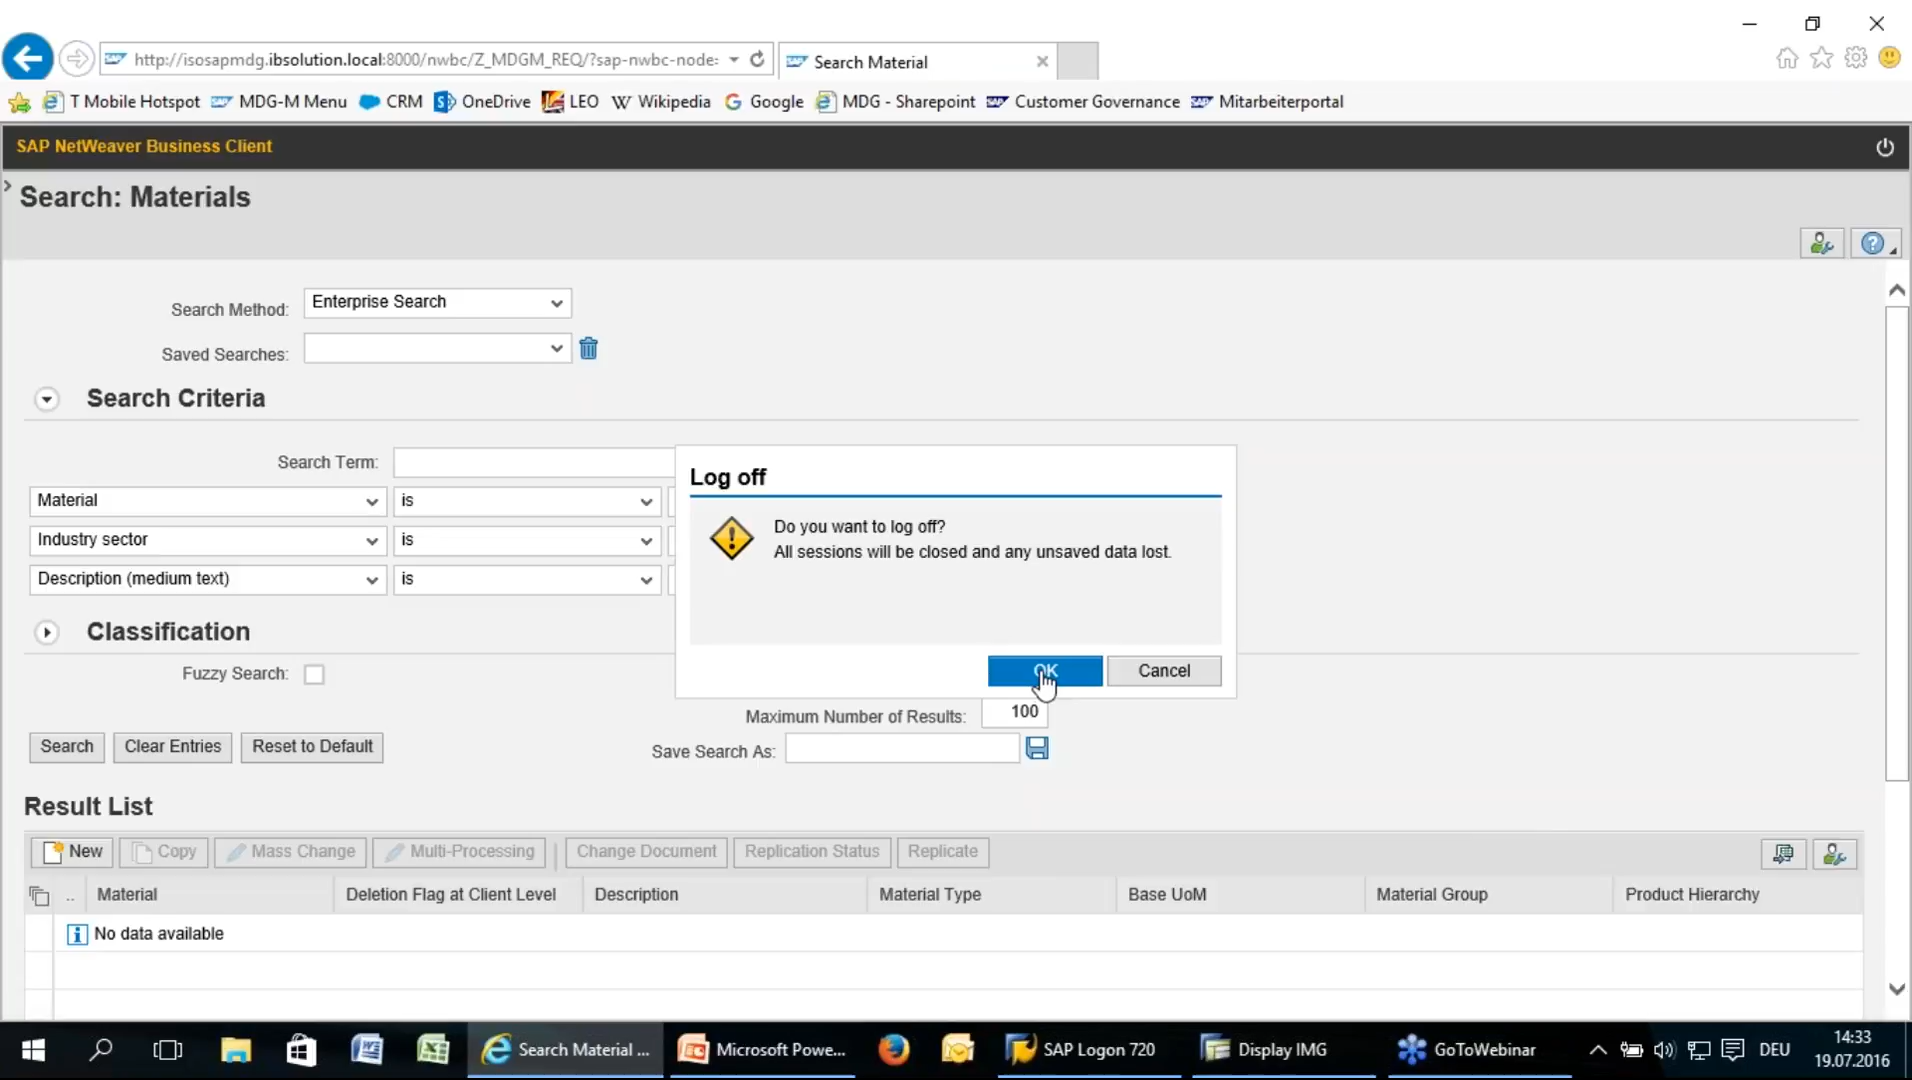 http://isosapmdg.ibsolution.local:8000/nwbc/Z_MDGM_REQ/?sap-nwbc-node:
Search Material
T Mobile Hotspot MDG-M Menu CRM OneDrive LEO Wikipedia Google MDG - Sharepoint Customer Governance Mitarbeiterportal
SAP NetWeaver Business Client
Search: Materials
Search Method: Enterprise Search
Saved Searches:
Search Criteria
Search Term:
Material is
Industry sector is
Description (medium text) is
Log off
Do you want to log off?
All sessions will be closed and any unsaved data lost.
OK Cancel
Classification
Fuzzy Search:
Maximum Number of Results: 100
Search Clear Entries Reset to Default Save Search As:
Result List
New Copy Mass Change Multi-Processing Change Document Replication Status Replicate
.. Material Deletion Flag at Client Level Description Material Type Base UoM Material Group Product Hierarchy
No data available
Search Material ... Microsoft Powe... SAP Logon 720 Display IMG GoToWebinar DEU 14:33
19.07.2016